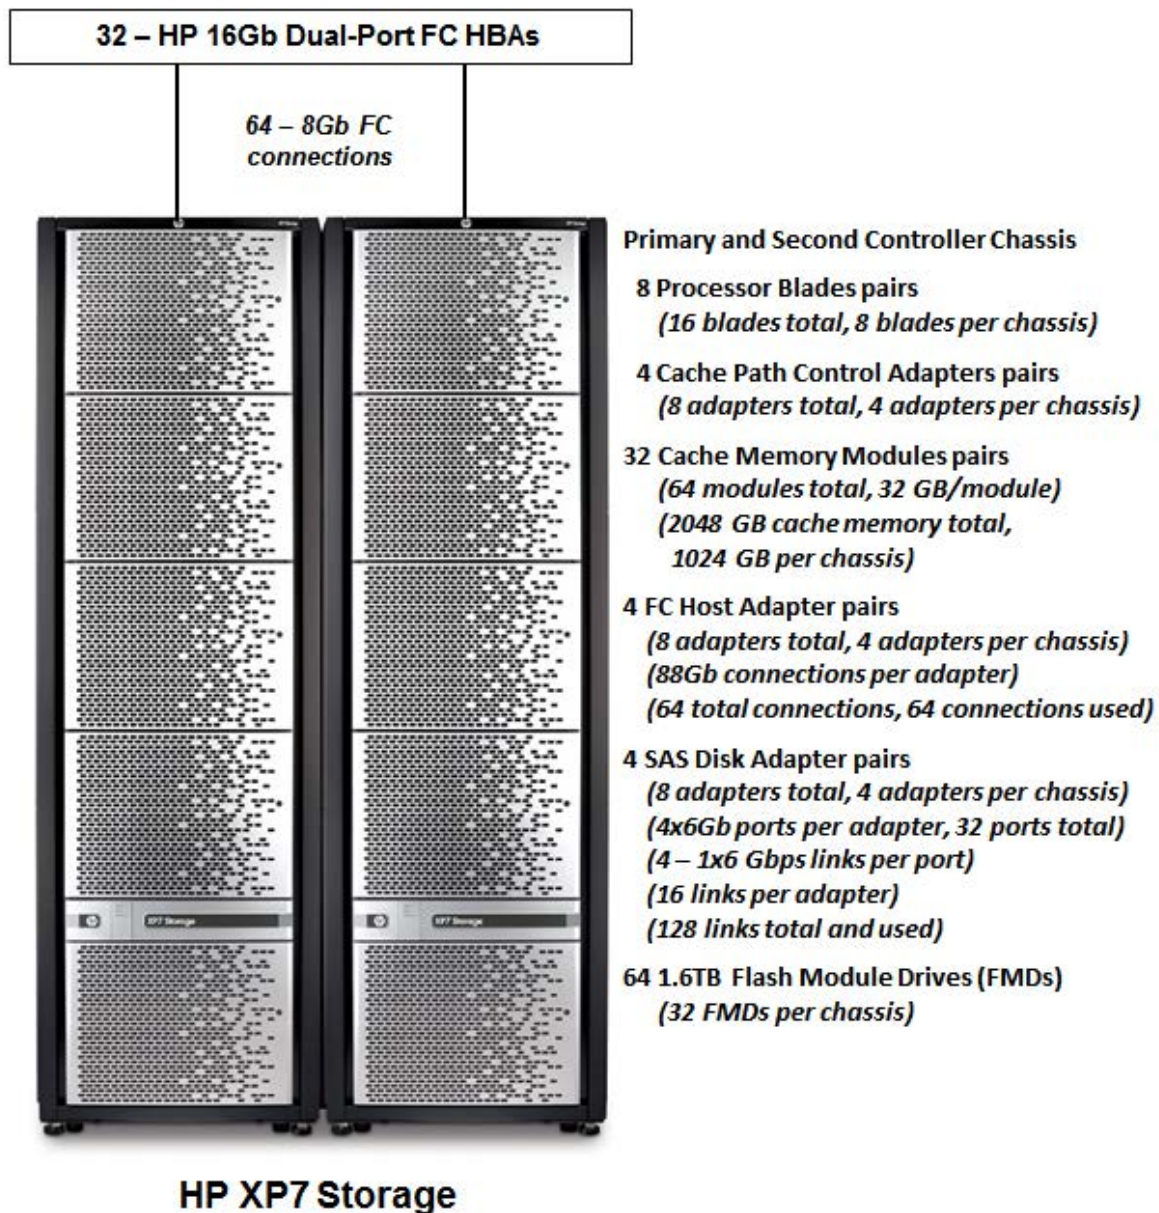 32 – HP 16Gb Dual-Port FC HBAs
64 – 8Gb FC
connections
Primary and Second Controller Chassis
8 Processor Blades pairs
(16 blades total, 8 blades per chassis)
4 Cache Path Control Adapters pairs
(8 adapters total, 4 adapters per chassis)
32 Cache Memory Modules pairs
(64 modules total, 32 GB/module)
(2048 GB cache memory total,
1024 GB per chassis)
4 FC Host Adapter pairs
(8 adapters total, 4 adapters per chassis)
(88Gb connections per adapter)
(64 total connections, 64 connections used)
4 SAS Disk Adapter pairs
(8 adapters total, 4 adapters per chassis)
(4x6Gb ports per adapter, 32 ports total)
(4 – 1x6 Gbps links per port)
(16 links per adapter)
(128 links total and used)
64 1.6TB Flash Module Drives (FMDs)
(32 FMDs per chassis)
hp XP7 Storage
hp XP7 Storage
HP XP7 Storage